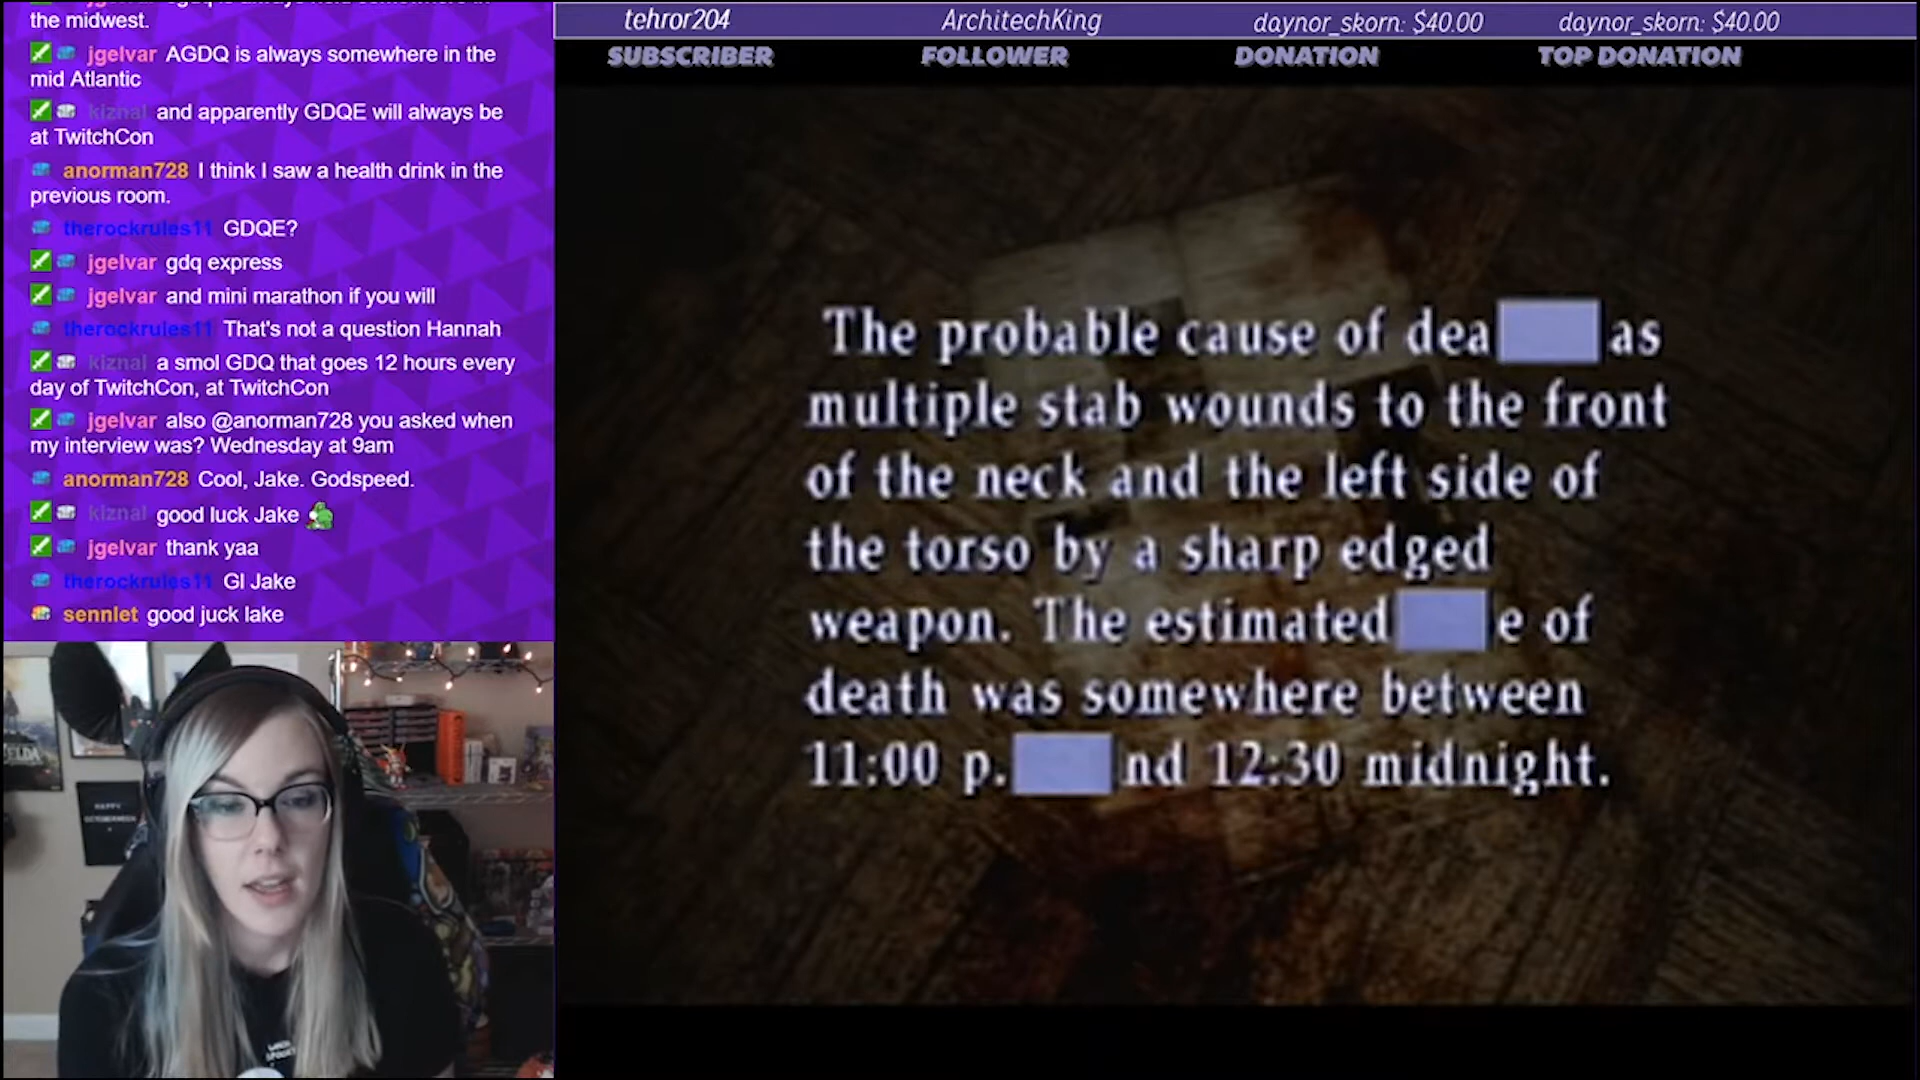 the midwest.
jgelvar AGDQ is always somewhere in the
mid Atlantic
kiznal and apparently GDQE will always be
at TwitchCon
anorman728 I think I saw a health drink in the
previous room.
therockrules11 GDQE?
jgelvar gdq express
jgelvar and mini marathon if you will
therockrules11 That's not a question Hannah
kiznal a smol GDQ that goes 12 hours every
day of TwitchCon, at TwitchCon
jgelvar also @anorman728 you asked when
my interview was? Wednesday at 9am
anorman728 Cool, Jake. Godspeed.
kiznal good luck Jake
jgelvar thank yaa
therockrules11 Gl Jake
sennlet good juck lake
tehror204 ArchitechKing daynor_skorn: $40.00 daynor_skorn: $40.00
SUBSCRIBER FOLLOWER DONATION TOP DONATION
The probable cause of dea as
multiple stab wounds to the front
of the neck and the left side of
the torso by a sharp edged
weapon. The estimated e of
death was somewhere between
11:00 p. nd 12:30 midnight.
HAPPY